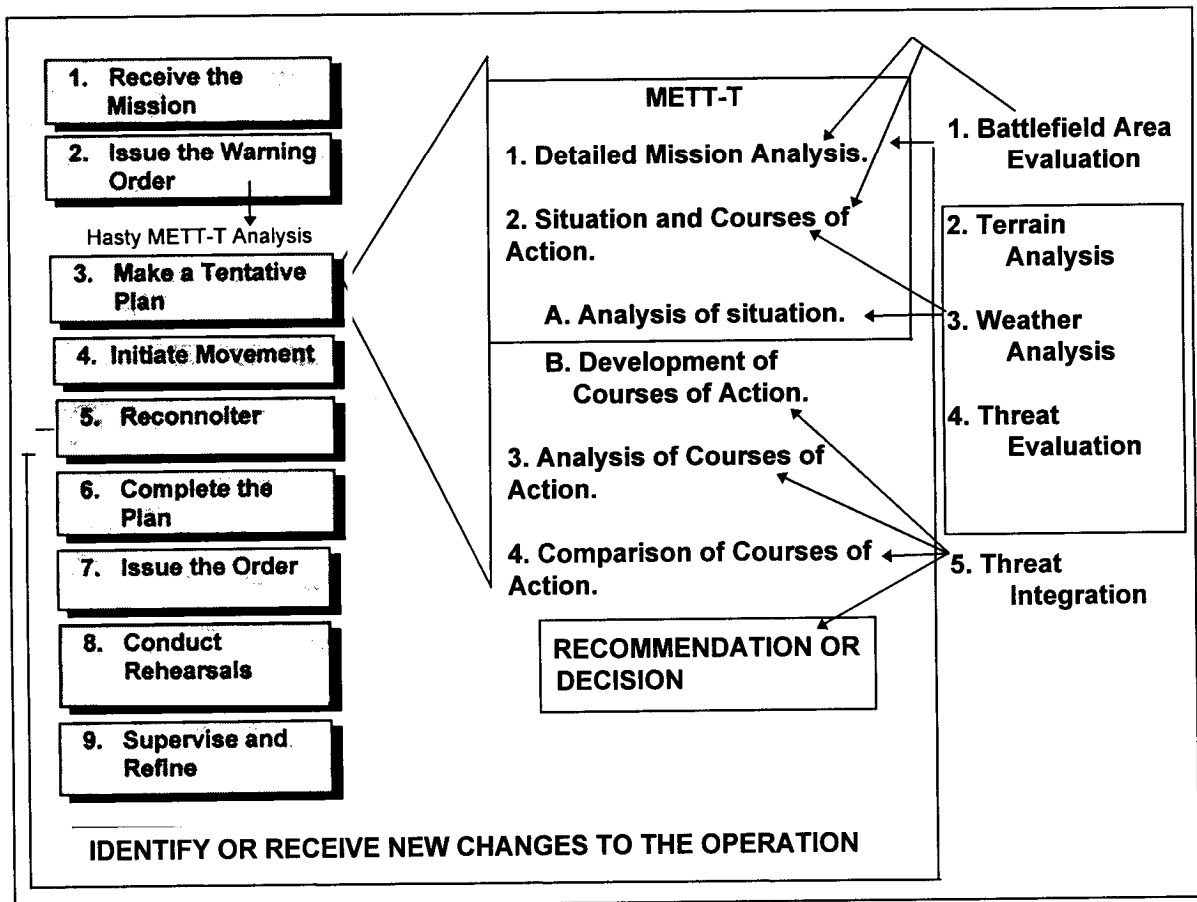 1. Receive the
Mission
2. Issue the Warning
Order
Hasty METT-T Analysis
3. Make a Tentative
Plan
4. Initiate Movement
5. Reconnolter
6. Complete the
Plan
7. Issue the Order
8. Conduct
Rehearsals
9. Supervise and
Refine
METT-T
1. Detailed Mission Analysis.
2. Situation and Courses of
Action.
A. Analysis of situation.
B. Development of
Courses of Action.
3. Analysis of Courses of
Action.
4. Comparison of Courses of
Action.
RECOMMENDATION OR
DECISION
1. Battlefield Area
Evaluation
2. Terrain
Analysis
3. Weather
Analysis
4. Threat
Evaluation
5. Threat
Integration
IDENTIFY OR RECEIVE NEW CHANGES TO THE OPERATION